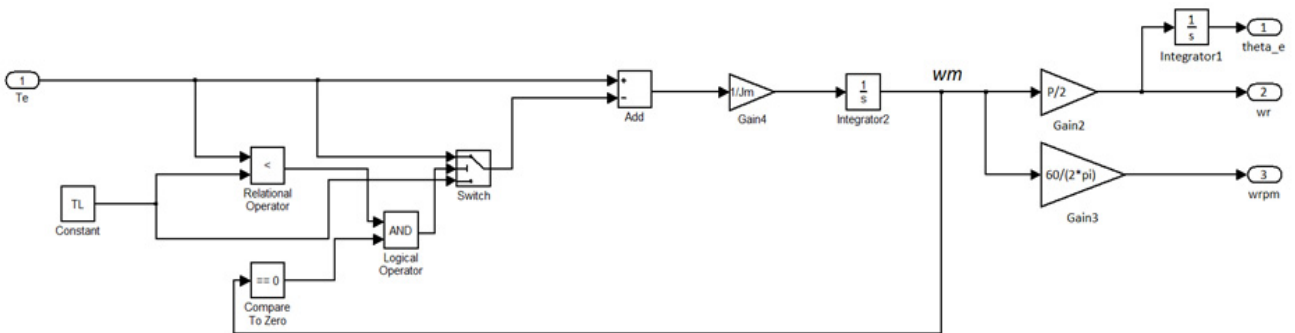 1
s
Integrator1
1
theta_e
1
Te
+
−
Add
1/Jm
Gain4
1
s
Integrator2
wm
P/2
Gain2
2
wr
<
Relational
Operator
Switch
60/(2*pi)
Gain3
3
wrpm
TL
Constant
AND
Logical
Operator
== 0
Compare
To Zero